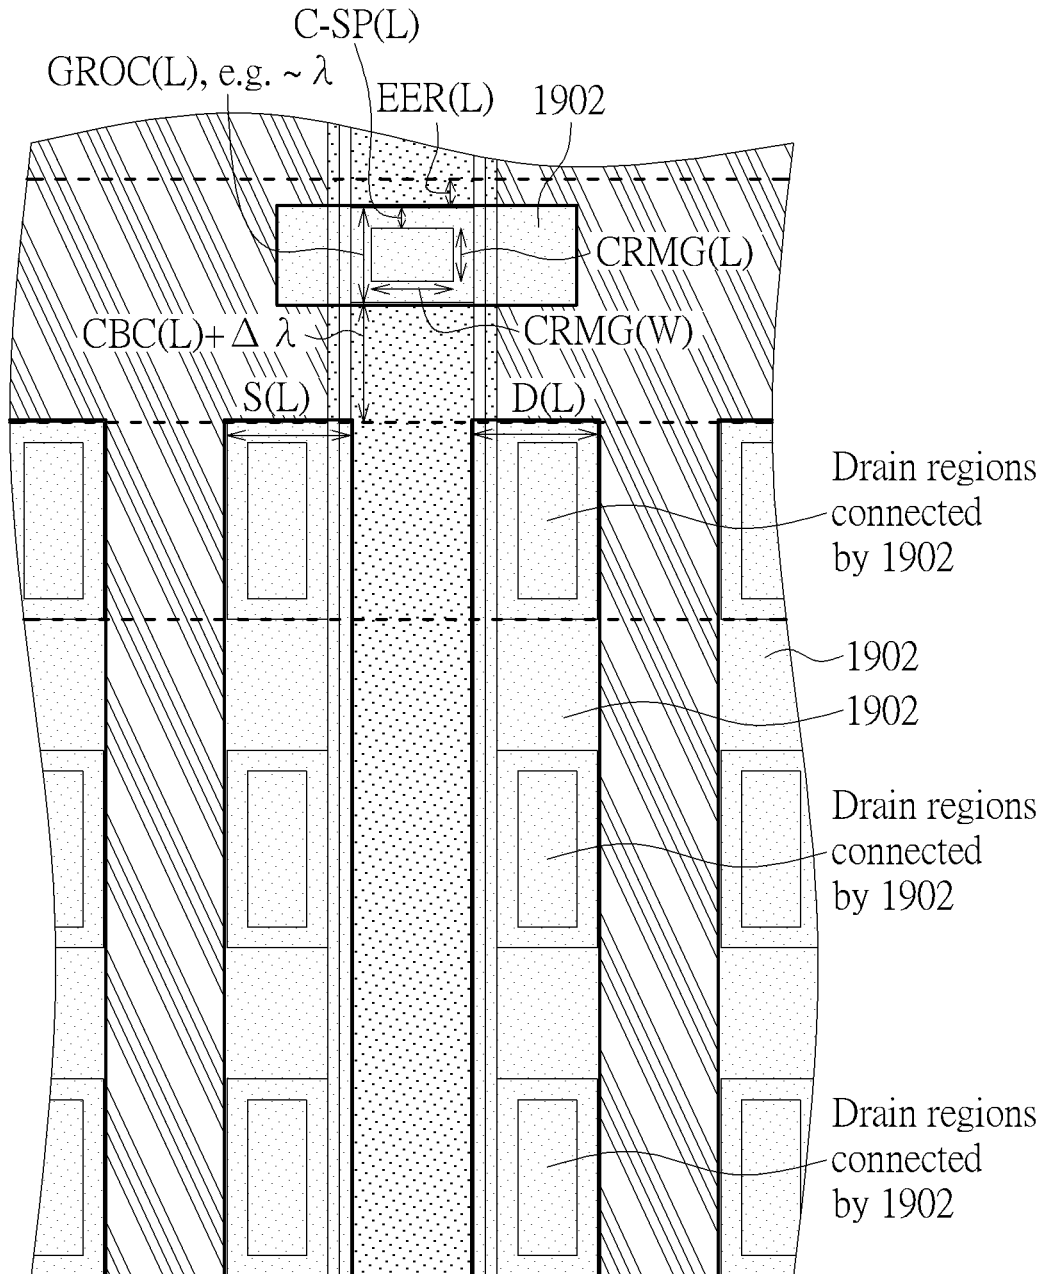 C-SP(L)
GROC(L), e.g. ~ λ
EER(L)
1902
CRMG(L)
CBC(L)+ Δ λ
CRMG(W)
S(L)
D(L)
Drain regions
connected
by 1902
1902
1902
Drain regions
connected
by 1902
Drain regions
connected
by 1902